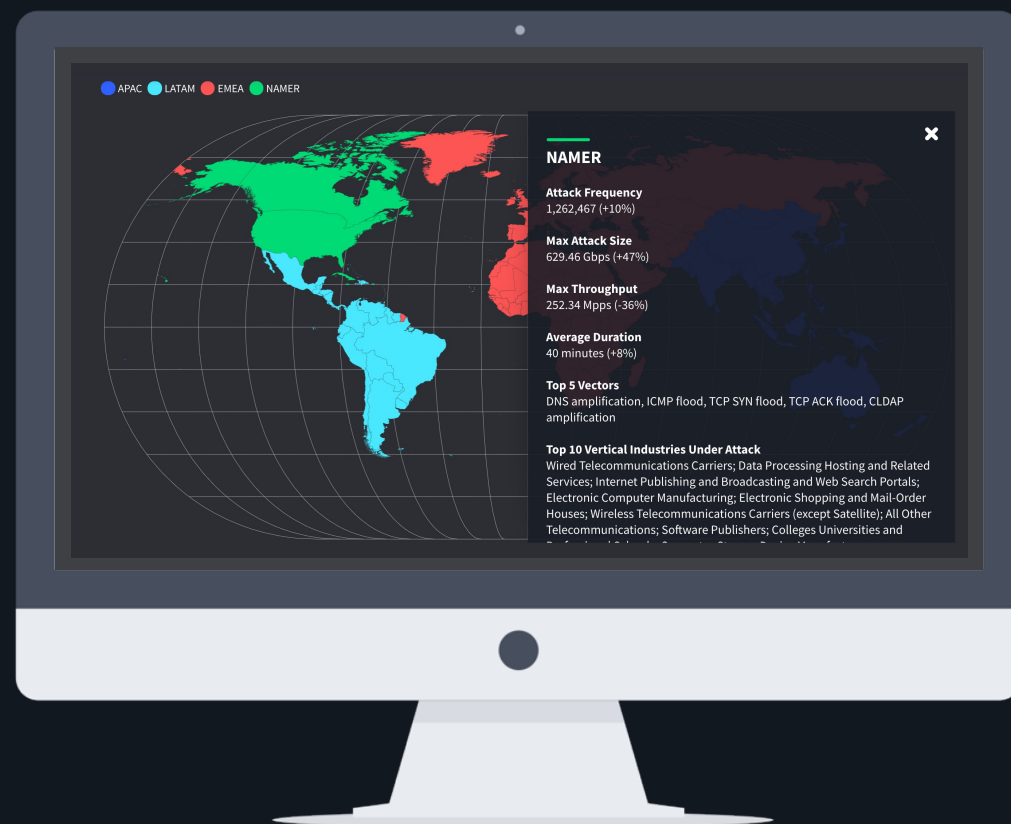 APAC LATAM EMEA NAMER
NAMER
Attack Frequency
1,262,467 (+10%)
Max Attack Size
629.46 Gbps (+47%)
Max Throughput
252.34 Mpps (-36%)
Average Duration
40 minutes (+8%)
Top 5 Vectors
DNS amplification, ICMP flood, TCP SYN flood, TCP ACK flood, CLDAP
amplification
Top 10 Vertical Industries Under Attack
Wired Telecommunications Carriers; Data Processing Hosting and Related
Services; Internet Publishing and Broadcasting and Web Search Portals;
Electronic Computer Manufacturing; Electronic Shopping and Mail-Order
Houses; Wireless Telecommunications Carriers (except Satellite); All Other
Telecommunications; Software Publishers; Colleges Universities and